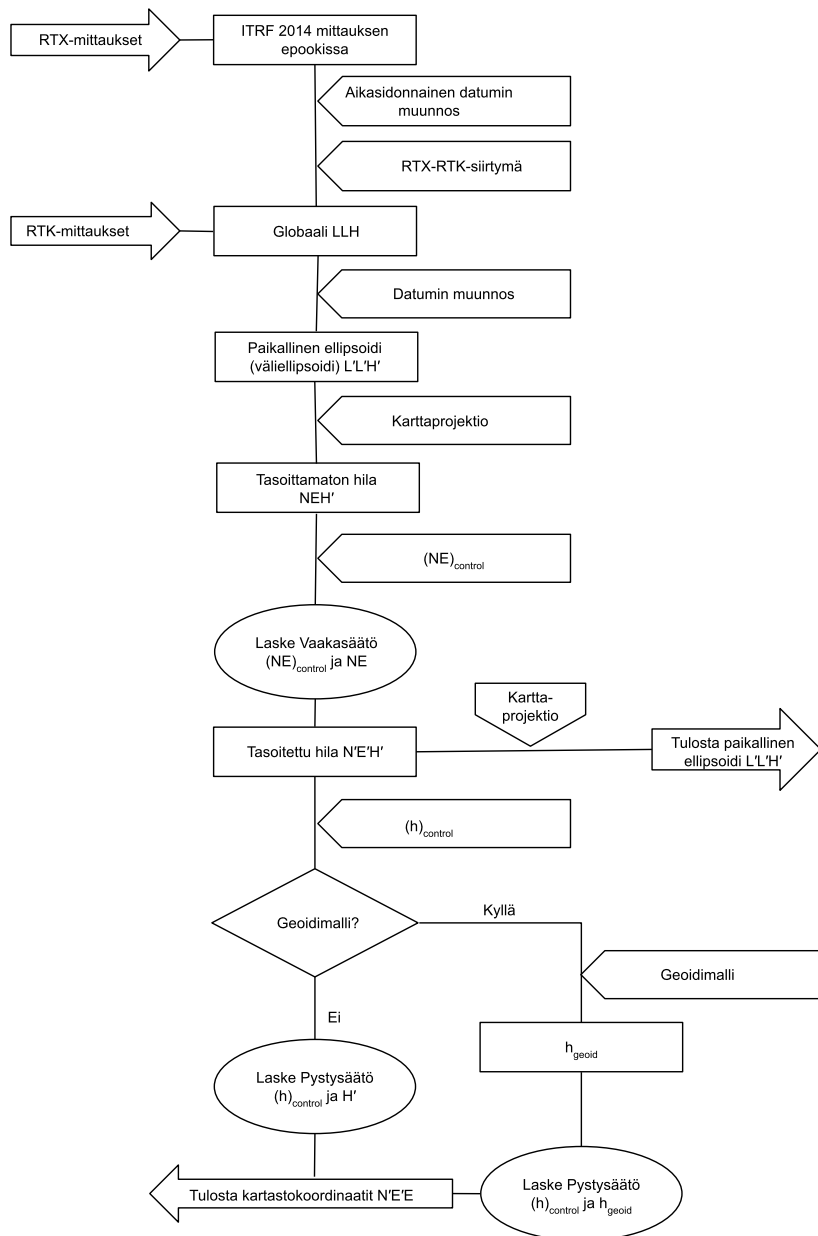 RTX-mittaukset
ITRF 2014 mittauksen
epookissa
Aikasidonnainen datumin
muunnos
RTX-RTK-siirtymä
RTK-mittaukset
Globaali LLH
Datumin muunnos
Paikallinen ellipsoidi
(väliellipsoidi) L′L′H′
Karttaprojektio
Tasoittamaton hila
NEH′
(NE)control
Laske Vaakasäätö
(NE)control ja NE
Kartta-
projektio
Tasoitettu hila N′E′H′
Tulosta paikallinen
ellipsoidi L′L′H′
(h)control
Geoidimalli?
Kyllä
Geoidimalli
Ei
hgeoid
Laske Pystysäätö
(h)control ja H′
Laske Pystysäätö
(h)control ja hgeoid
Tulosta kartastokoordinaatit N′E′E